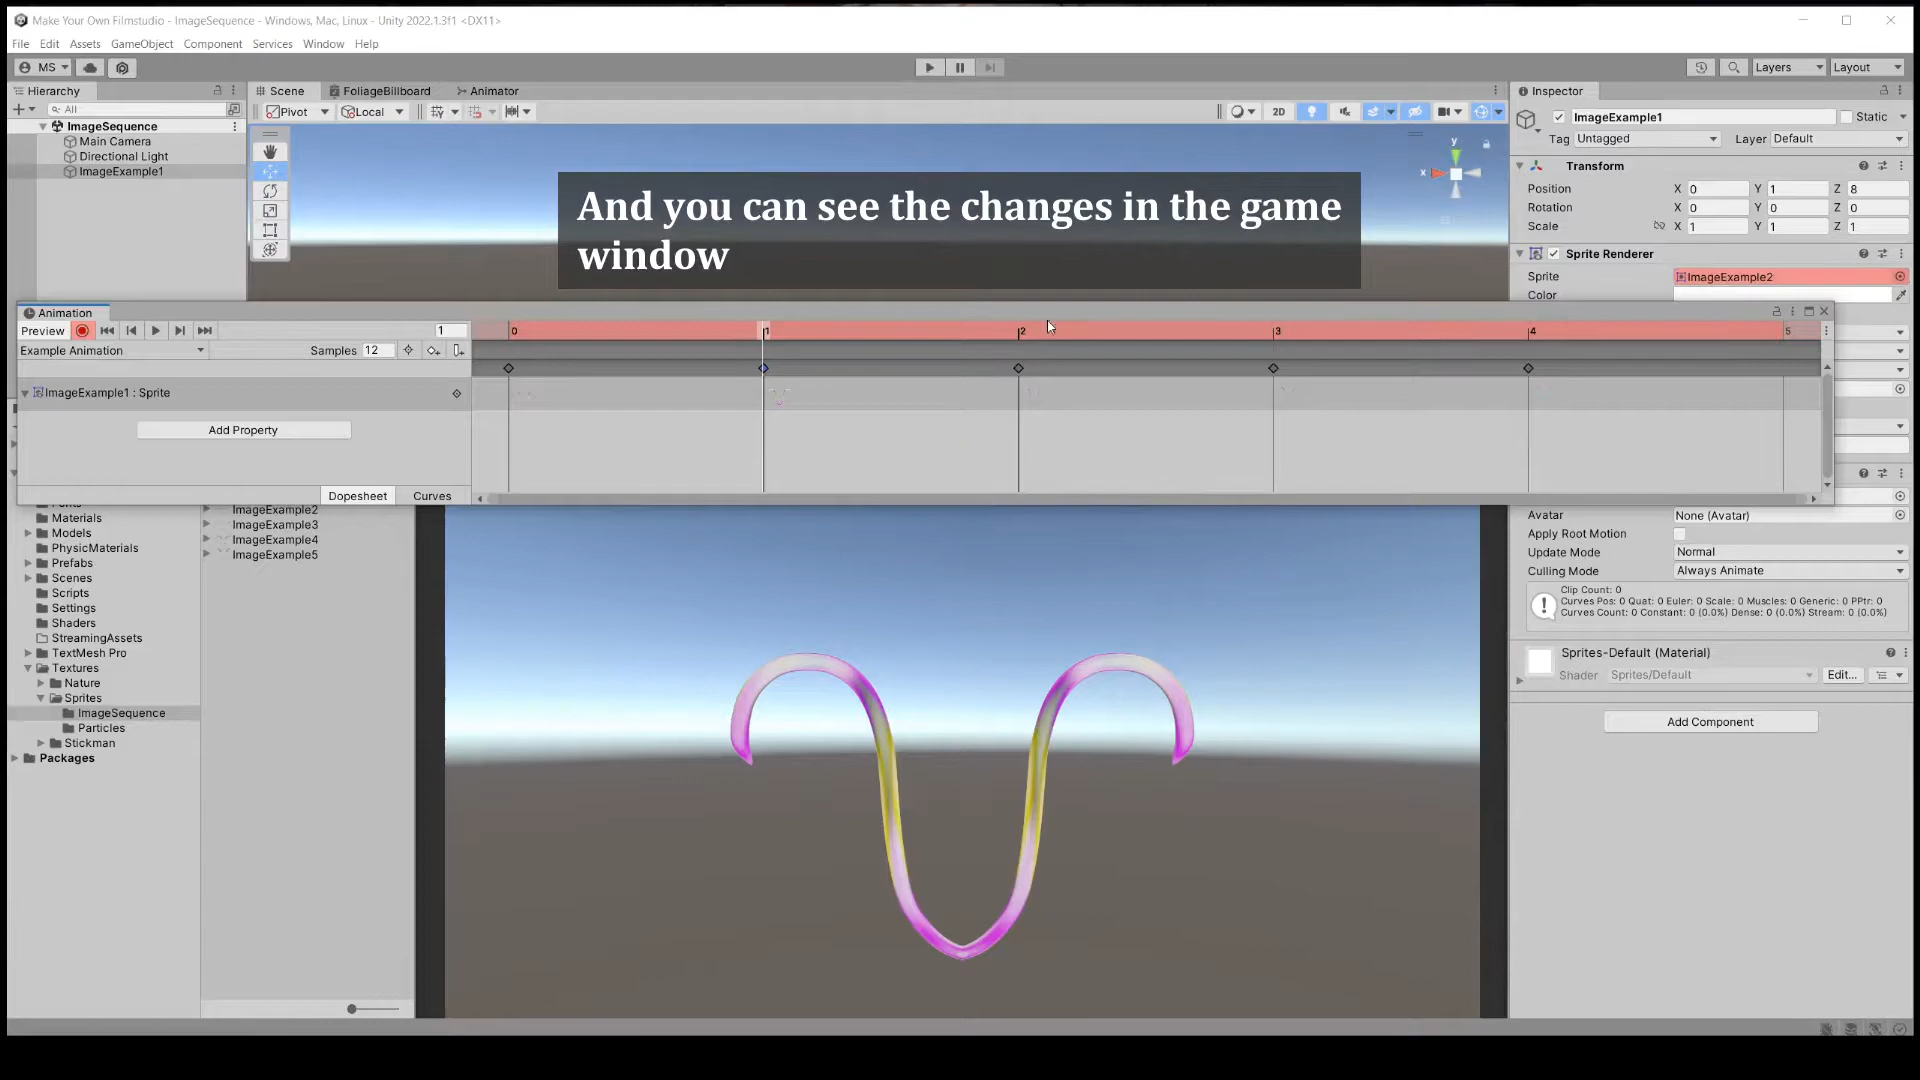 Make Your Own Filmstudio - ImageSequence - Windows, Mac, Linux - Unity 2022.1.3f1 <DX11>
File Edit Assets GameObject Component Services Window Help
MS Layers Layout
Hierarchy
All
ImageSequence
Main Camera
Directional Light
ImageExample1
Scene FoliageBillboard Animator
Pivot Local 2D
y
x
And you can see the changes in the game
window
Inspector
ImageExample1 Static
Tag Untagged Layer Default
Transform
Position X 0 Y 1 Z 8
Rotation X 0 Y 0 Z 0
Scale X 1 Y 1 Z 1
Sprite Renderer
Sprite ImageExample2
Color
Animation
Preview 1 0 1 2 3 4 5
Example Animation Samples 12
ImageExample1 : Sprite
Add Property
Dopesheet Curves
Materials
Models
PhysicMaterials
Prefabs
Scenes
Scripts
Settings
Shaders
StreamingAssets
TextMesh Pro
Textures
Nature
Sprites
ImageSequence
Particles
Stickman
Packages
ImageExample2
ImageExample3
ImageExample4
ImageExample5
Avatar None (Avatar)
Apply Root Motion
Update Mode Normal
Culling Mode Always Animate
Clip Count: 0
Curves Pos: 0 Quat: 0 Euler: 0 Scale: 0 Muscles: 0 Generic: 0 PPtr: 0
Curves Count: 0 Constant: 0 (0.0%) Dense: 0 (0.0%) Stream: 0 (0.0%)
Sprites-Default (Material)
Shader Sprites/Default Edit...
Add Component